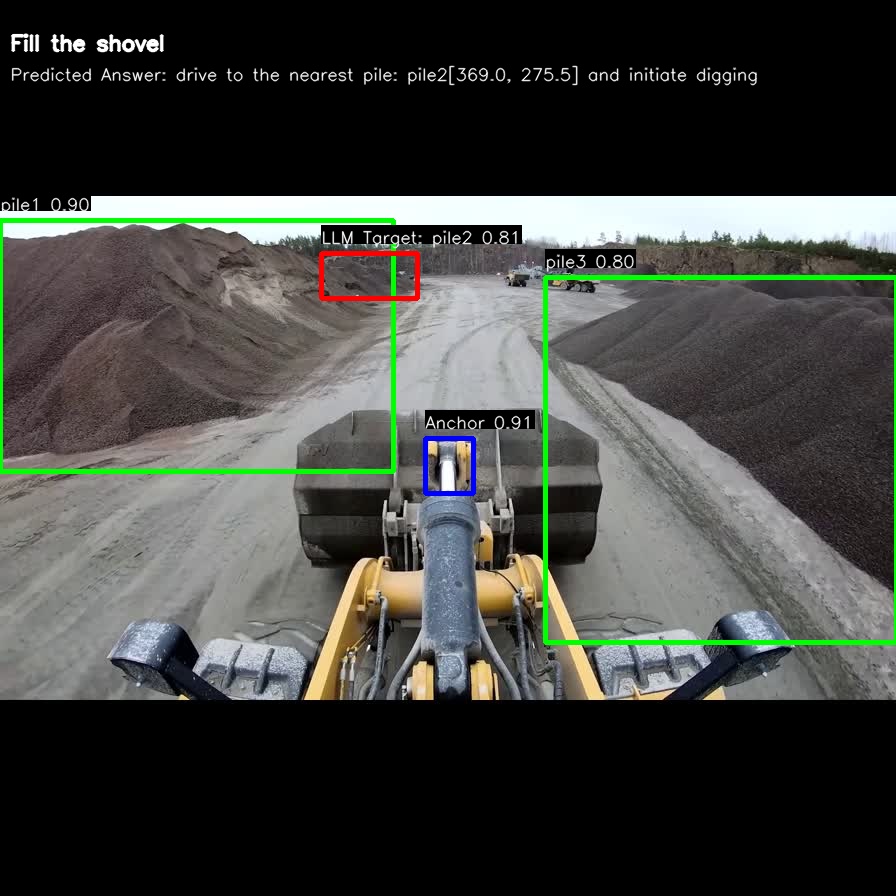 Fill the shovel
Predicted Answer: drive to the nearest pile: pile2[369.0, 275.5] and initiate digging
pile1 0.90
LLM Target: pile2 0.81
pile3 0.80
Anchor 0.91